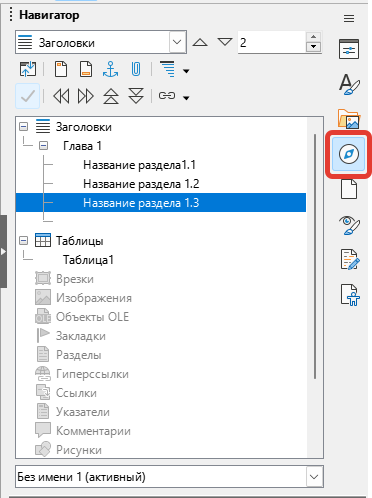 Навигатор
Заголовки
2
Заголовки
Глава 1
Название раздела1.1
Название раздела 1.2
Название раздела 1.3
Таблицы
Таблица1
Врезки
Изображения
Объекты OLE
Закладки
Разделы
Гиперссылки
Ссылки
Указатели
Комментарии
Рисунки
Без имени 1 (активный)